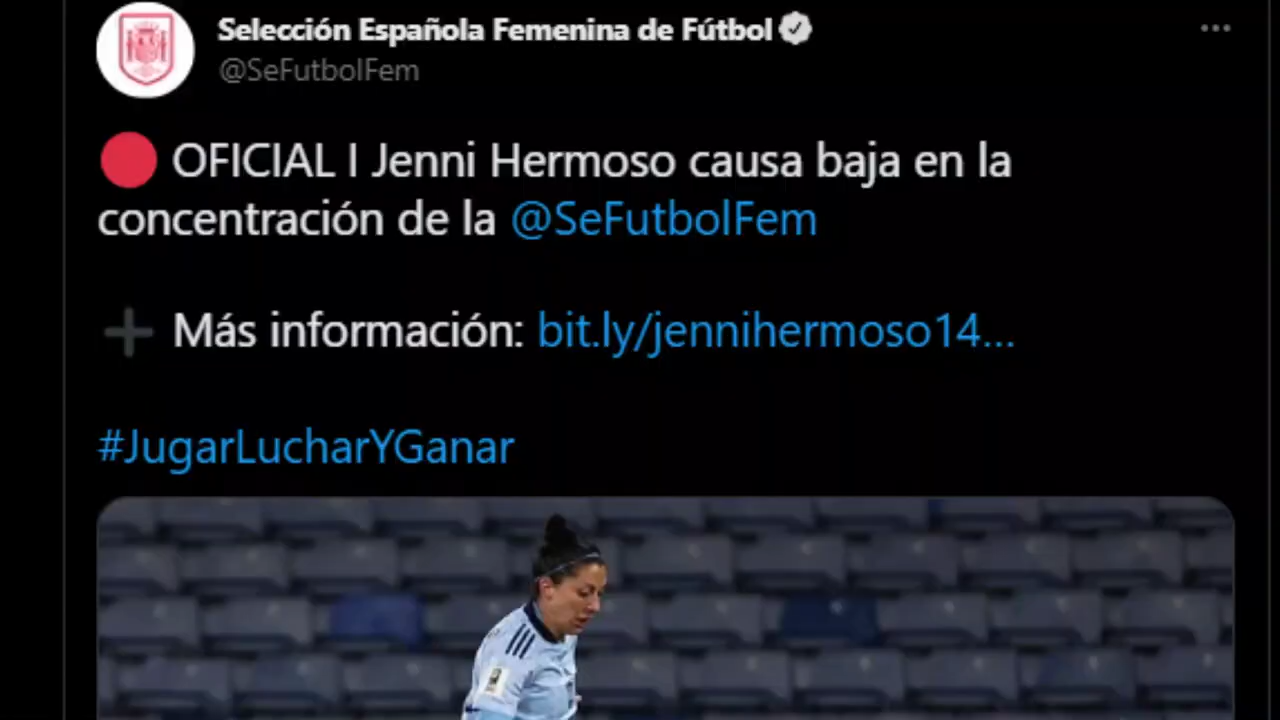 Selección Española Femenina de Fútbol
@SeFutbolFem
OFICIAL I Jenni Hermoso causa baja en la
concentración de la @SeFutbolFem
Más información: bit.ly/jennihermoso14...
#JugarLucharYGanar